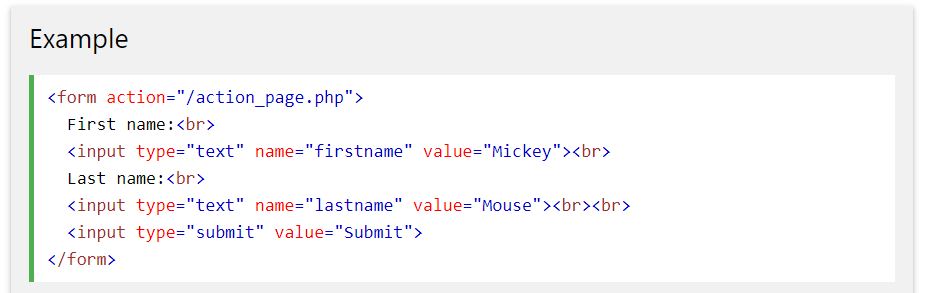 Example
<form action="/action_page.php">
First name:<br>
<input type="text" name="firstname" value="Mickey"><br>
Last name:<br>
<input type="text" name="lastname" value="Mouse"><br><br>
<input type="submit" value="Submit">
</form>